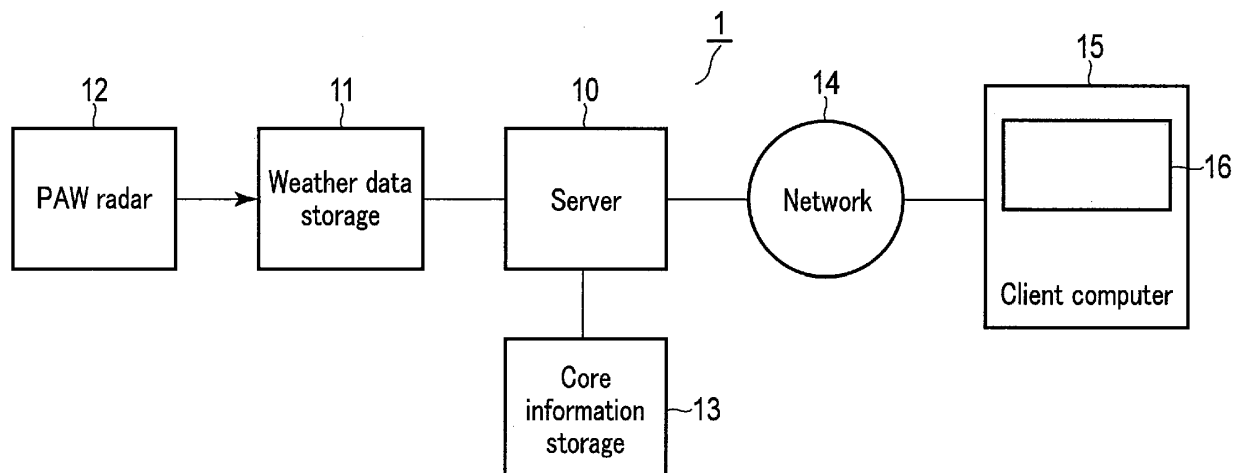 1
12
11
10
14
15
PAW radar
Weather data
storage
Server
Network
16
Client computer
Core
information
storage
13